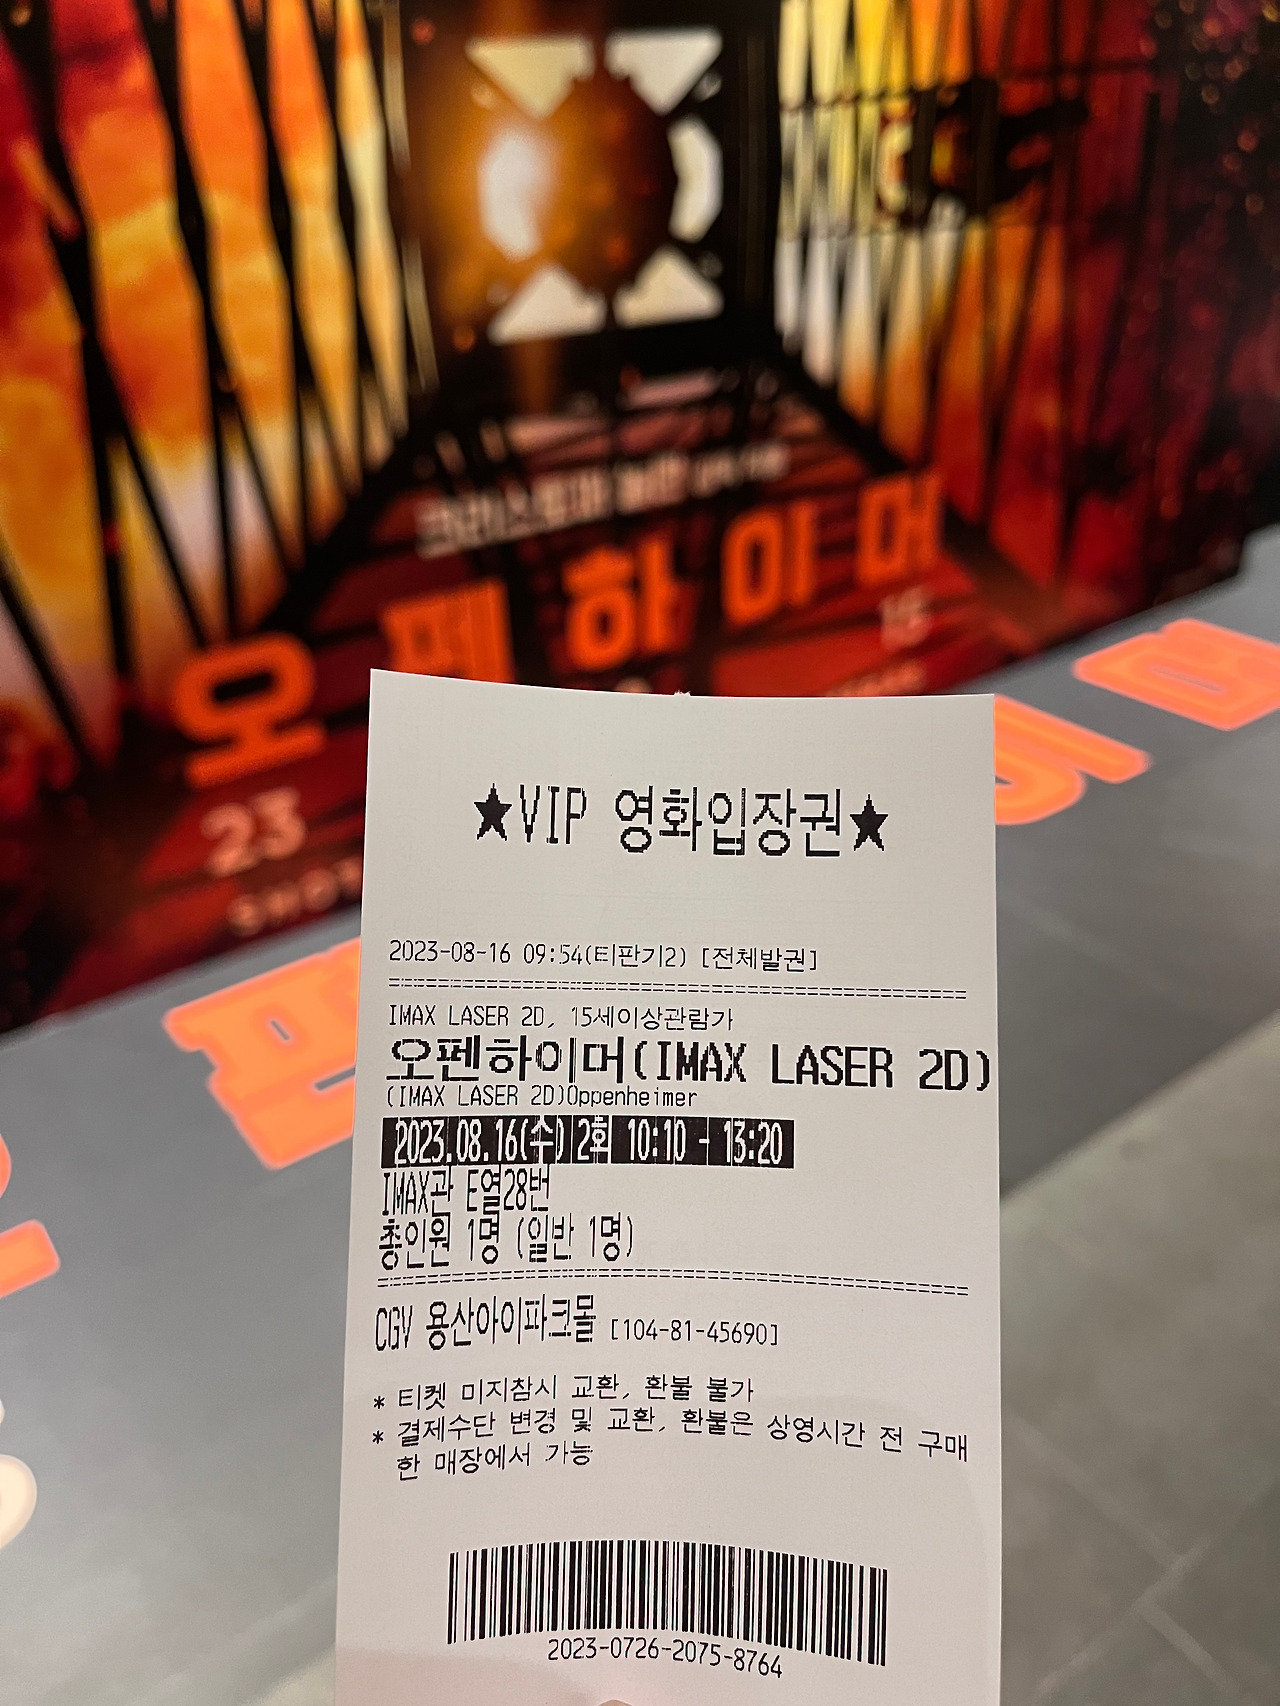 크리스토퍼 놀란
오펜하이머
23
15
SHOT
★VIP 영화입장권★
2023-08-16 09:54(티판기2) [전체발권]
=====================================================
IMAX LASER 2D, 15세이상관람가
오펜하이머(IMAX LASER 2D)
(IMAX LASER 2D)Oppenheimer
2023.08.16(수) 2회 10:10 - 13:20
IMAX관 E열28번
총인원 1명 (일반 1명)
=====================================================
CGV 용산아이파크몰 [104-81-45690]
* 티켓 미지참시 교환, 환불 불가
* 결제수단 변경 및 교환, 환불은 상영시간 전 구매
한 매장에서 가능
2023-0726-2075-8764